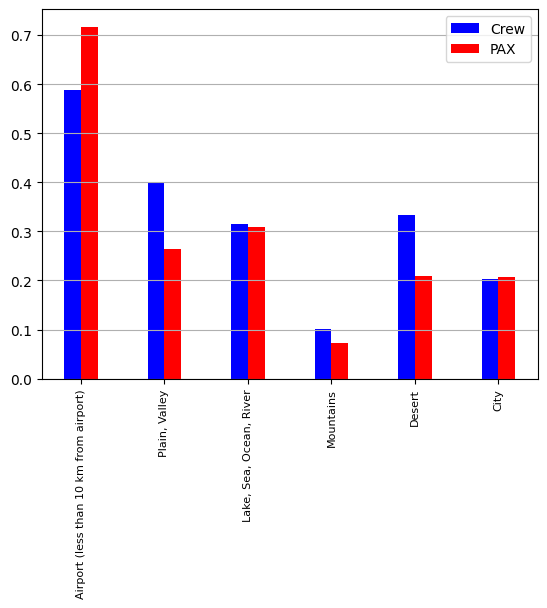 Crew
PAX
0.7
0.6
0.5
0.4
0.3
0.2
0.1
0.0
Airport (less than 10 km from airport)
Plain, Valley
Lake, Sea, Ocean, River
Mountains
Desert
City